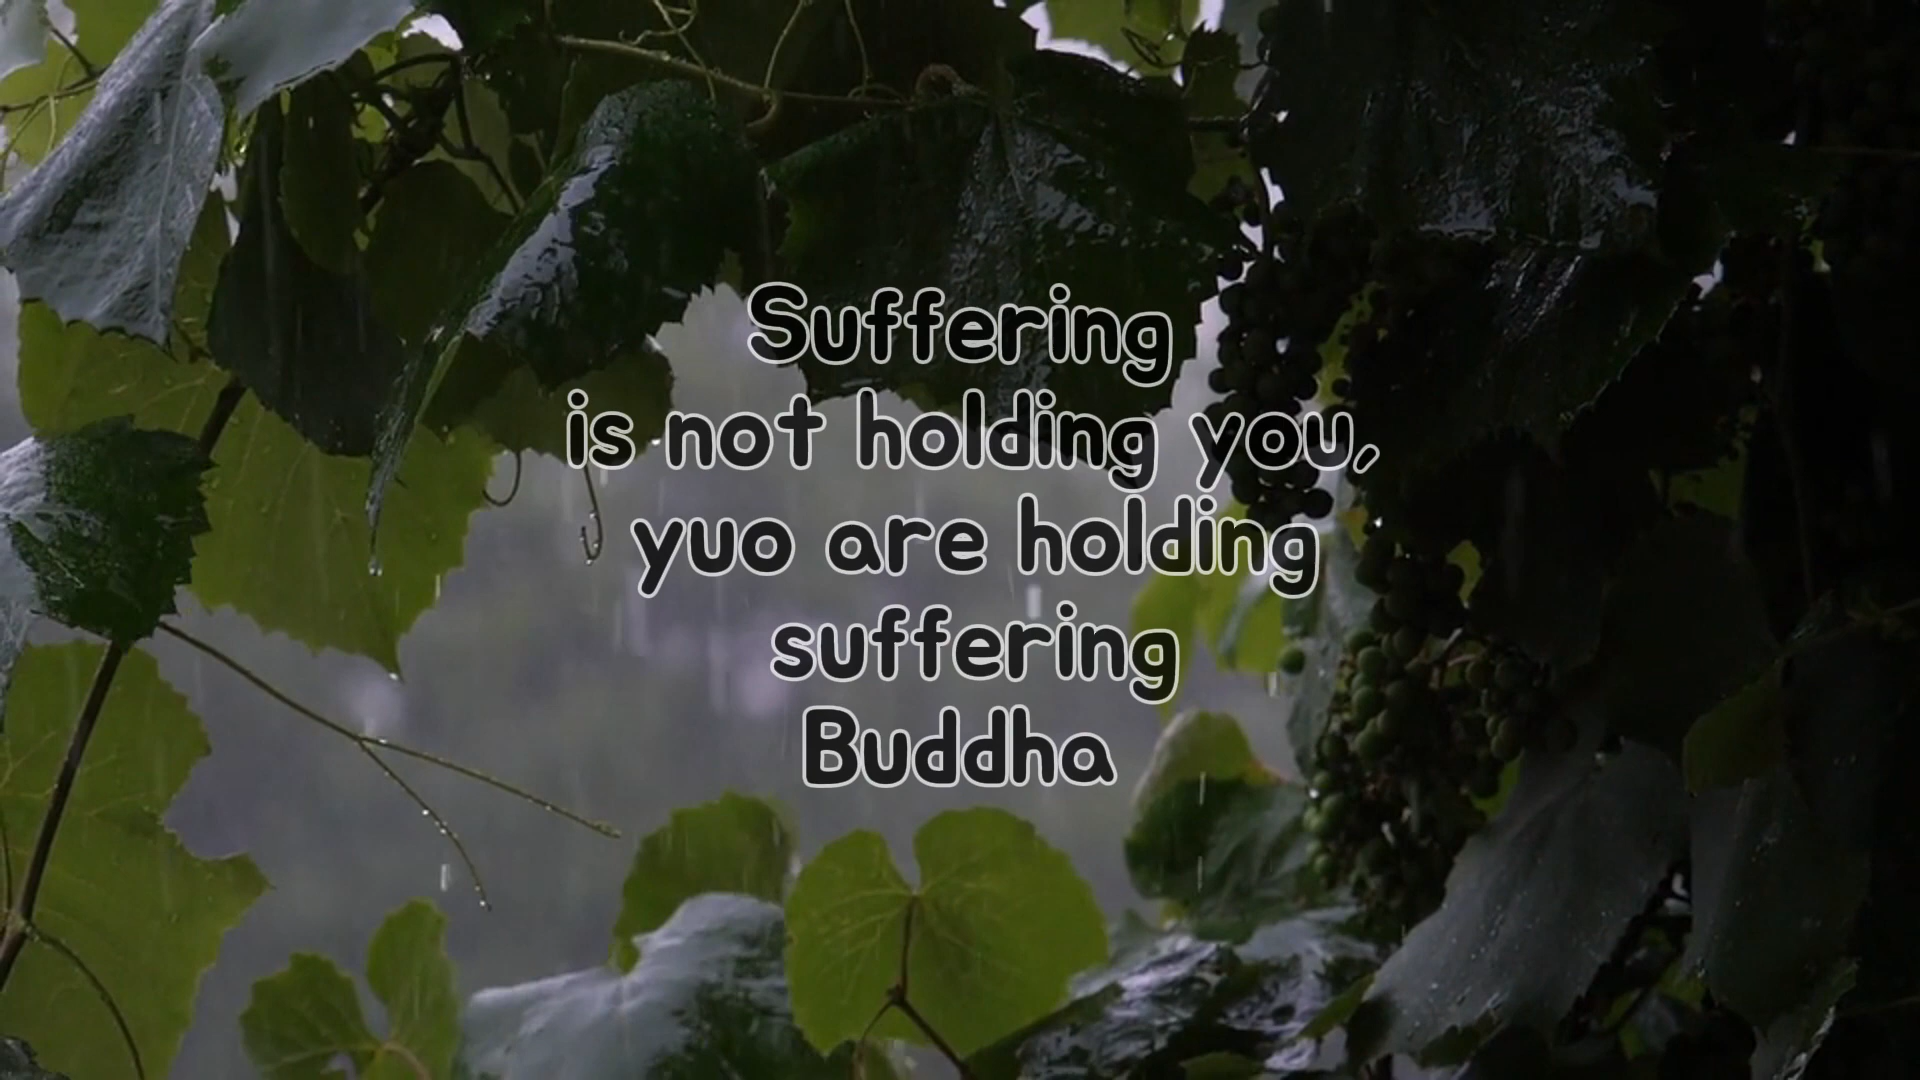 Suffering
is not holding you,
yuo are holding
suffering
Buddha